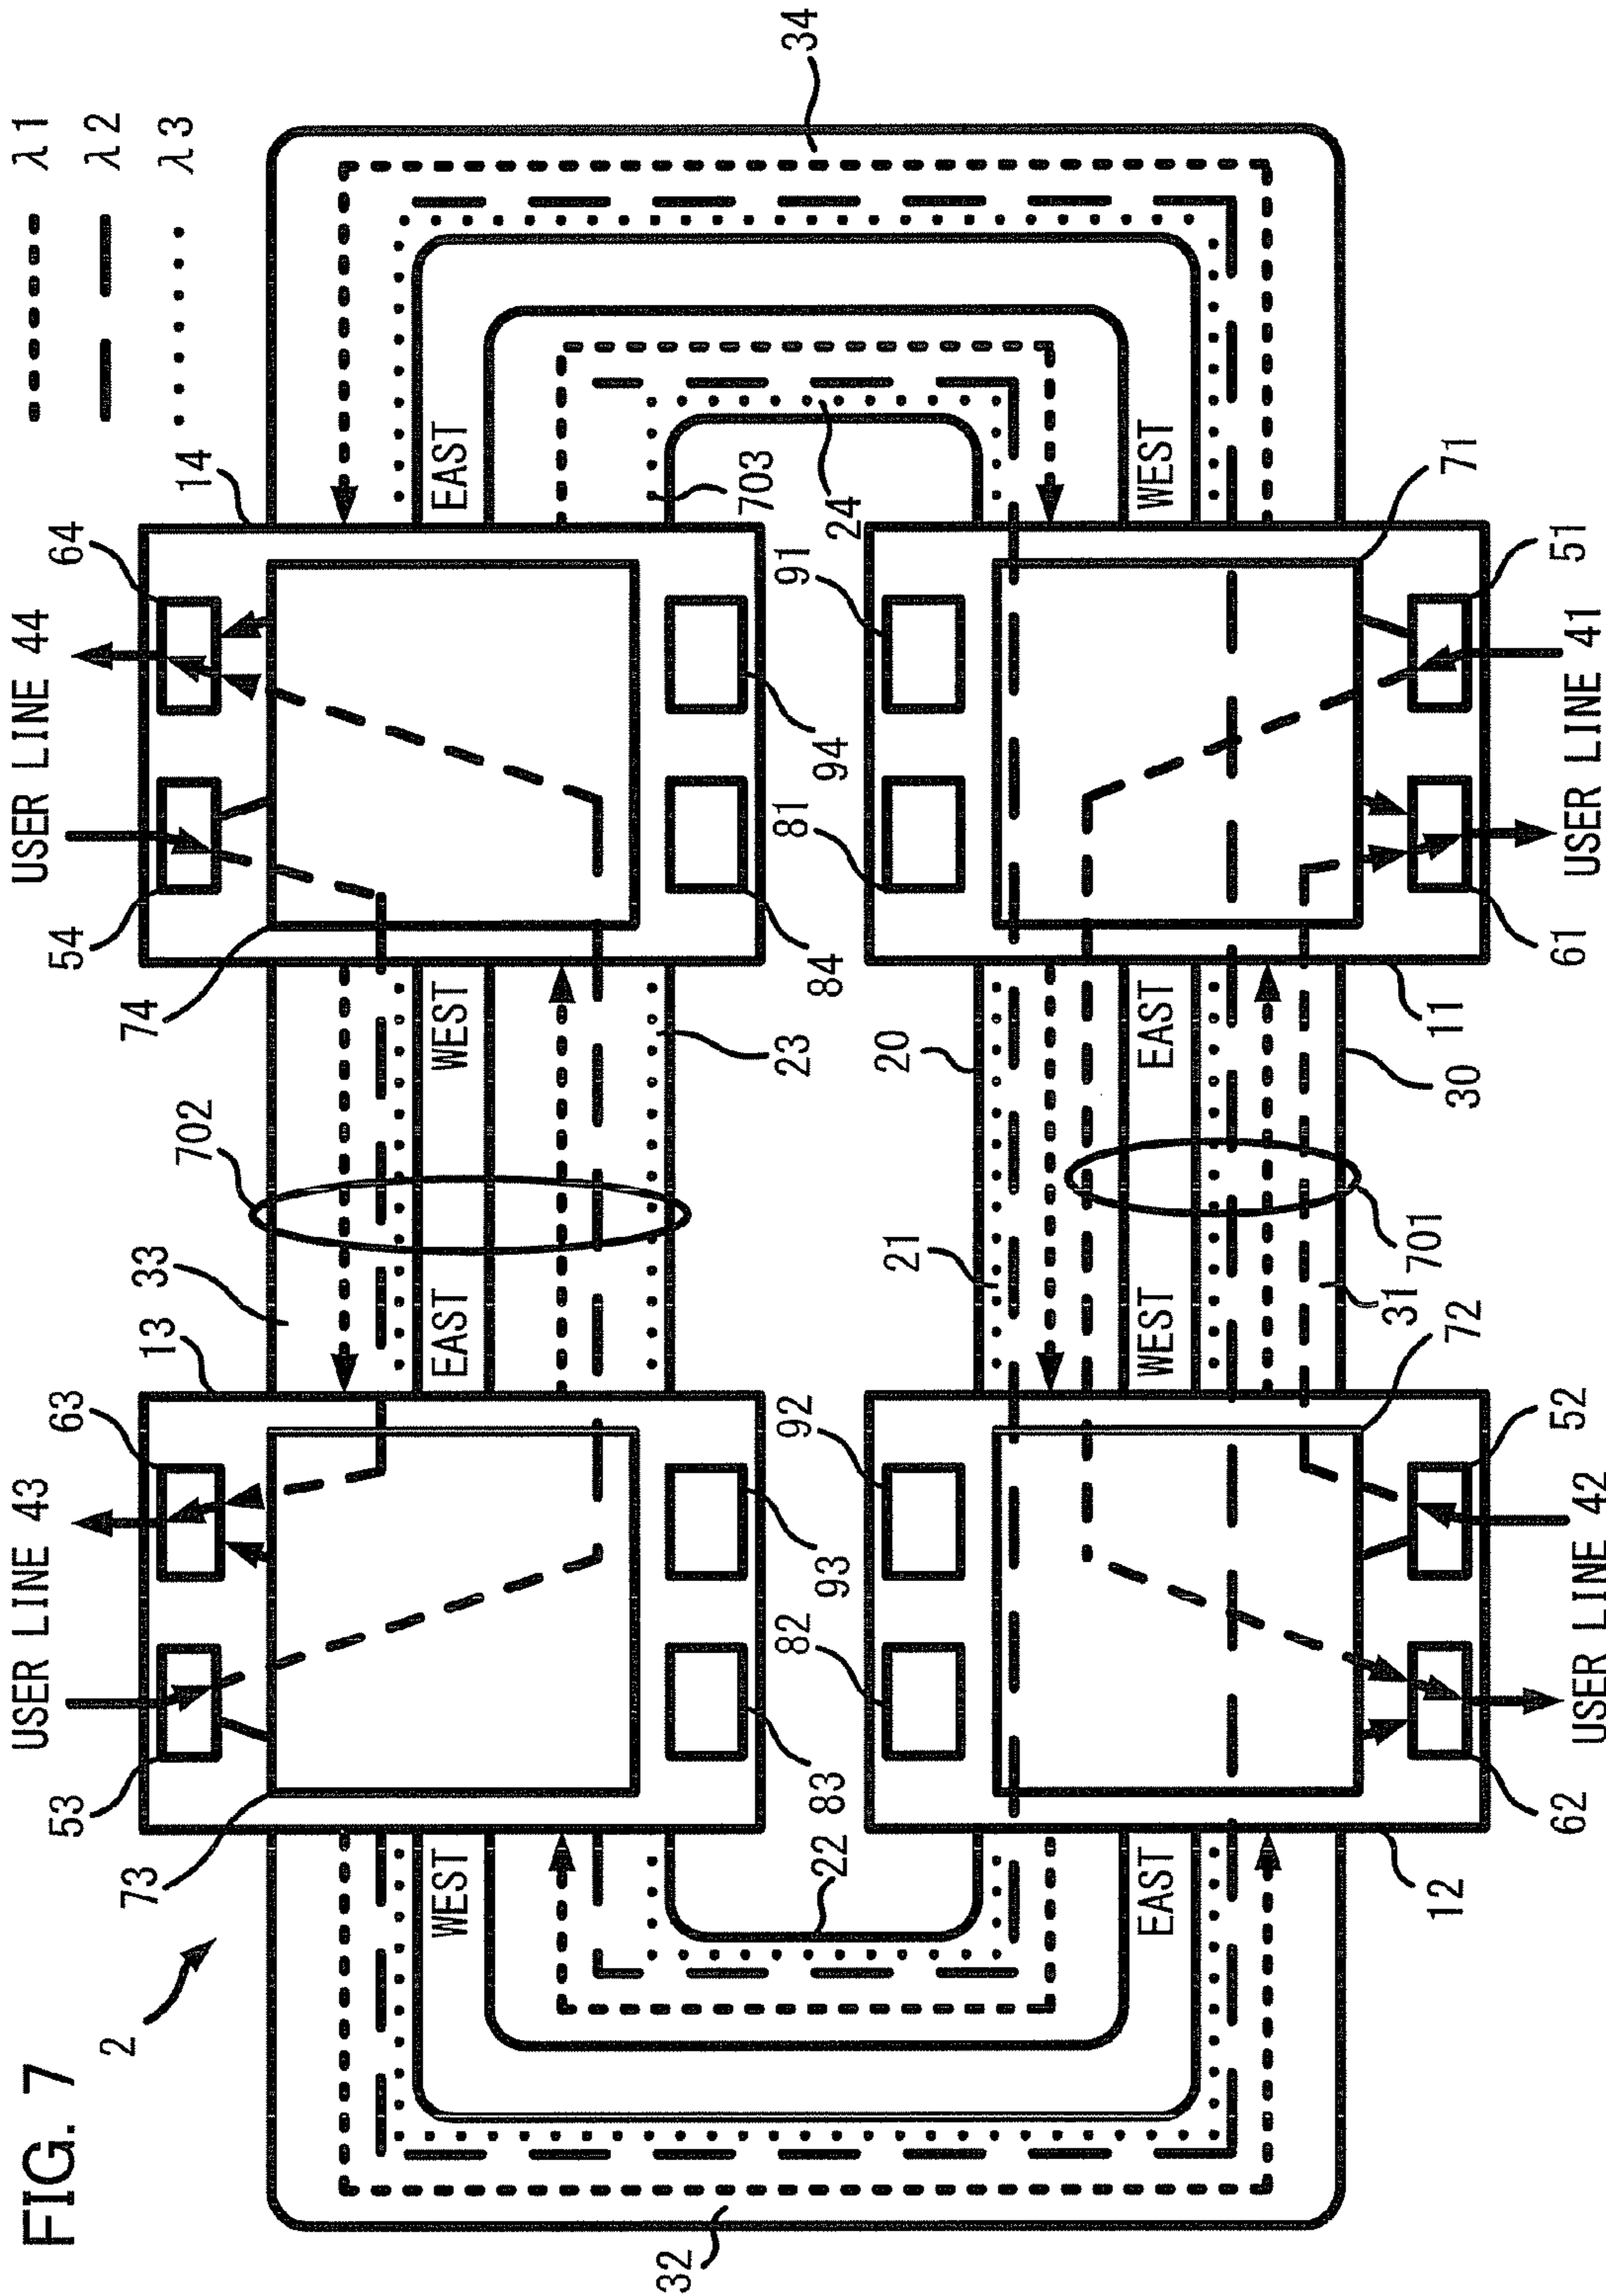 FIG. 7
2
λ1
λ2
λ3
USER LINE 43
USER LINE 44
53
63
13
33
702
54
64
14
34
73
74
WEST
EAST
WEST
EAST
83
93
23
84
94
703
22
24
82
92
21
20
81
91
EAST
WEST
EAST
WEST
32
12
62
52
72
31
701
30
11
61
51
71
USER LINE 42
USER LINE 41